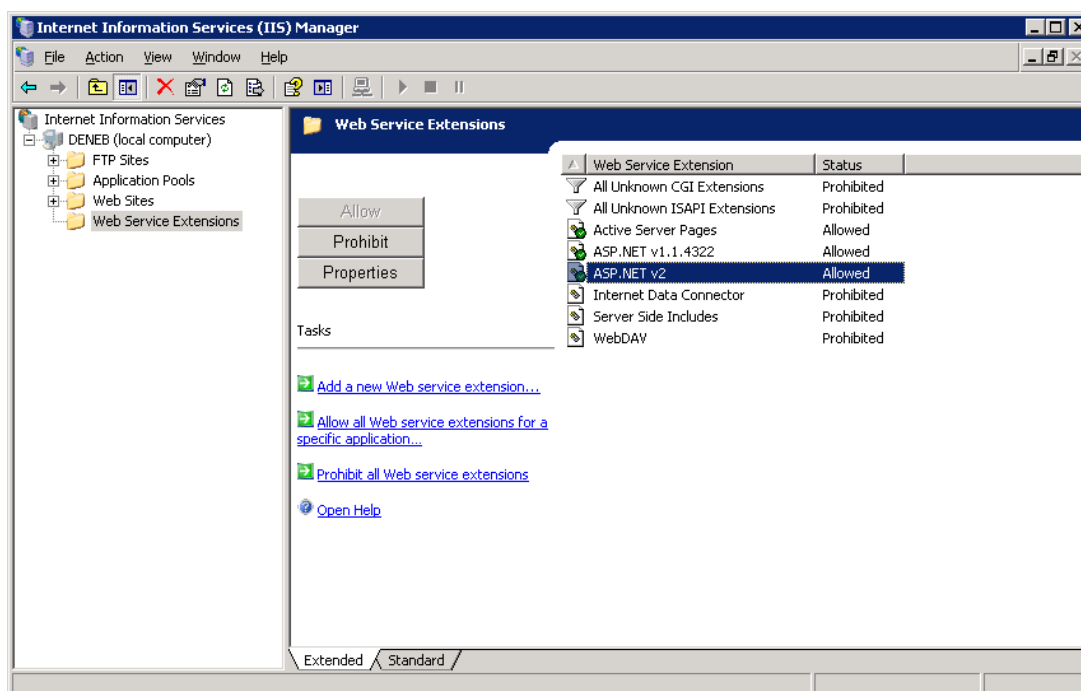 Internet Information Services (IIS) Manager
File Action View Window Help
Internet Information Services
DENEB (local computer)
FTP Sites
Application Pools
Web Sites
Web Service Extensions
Web Service Extensions
Allow
Prohibit
Properties
Tasks
Add a new Web service extension...
Allow all Web service extensions for a
specific application...
Prohibit all Web service extensions
Open Help
Web Service Extension Status
All Unknown CGI Extensions Prohibited
All Unknown ISAPI Extensions Prohibited
Active Server Pages Allowed
ASP.NET v1.1.4322 Allowed
ASP.NET v2 Allowed
Internet Data Connector Prohibited
Server Side Includes Prohibited
WebDAV Prohibited
Extended Standard